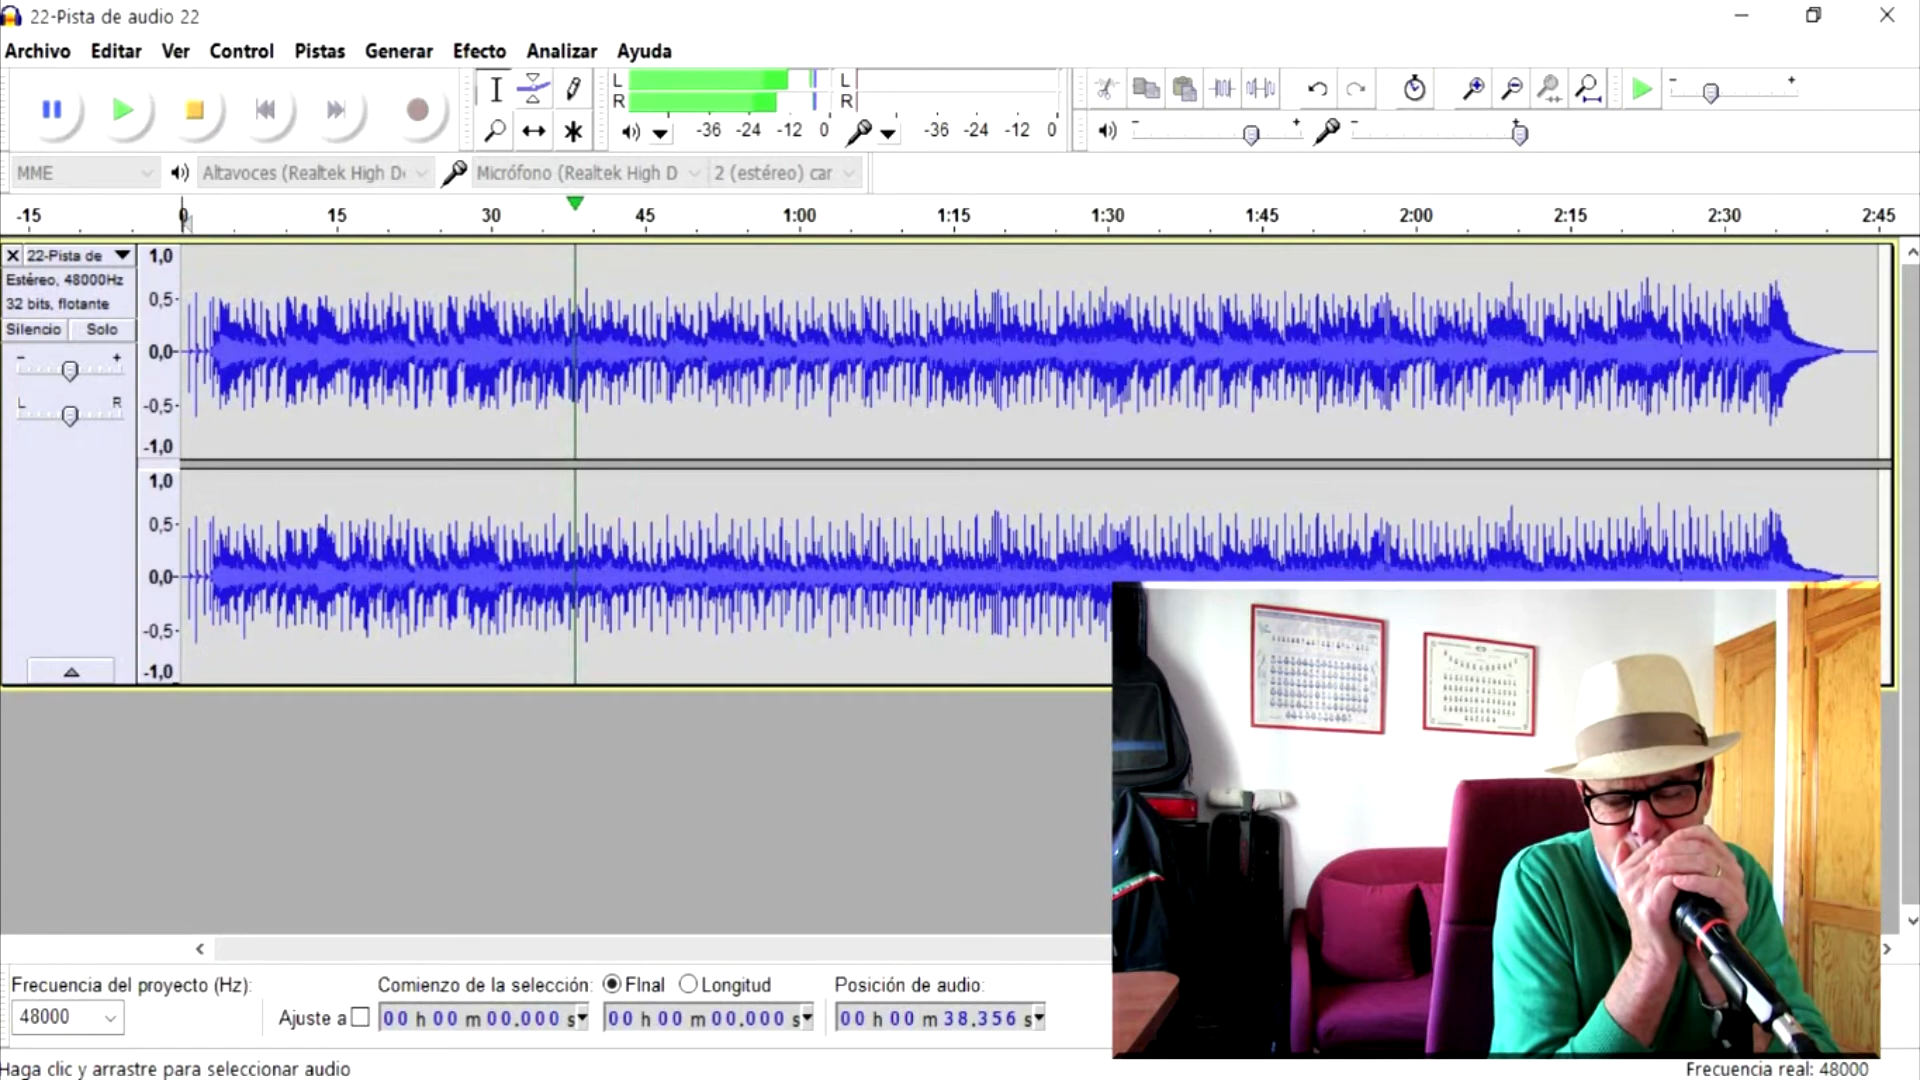 22-Pista de audio 22
Archivo Editar Ver Control Pistas Generar Efecto Analizar Ayuda
L L
R R
-36 -24 -12 0 -36 -24 -12 0
MME Altavoces (Realtek High D Micrófono (Realtek High D 2 (estéreo) car
-15 0 15 30 45 1:00 1:15 1:30 1:45 2:00 2:15 2:30 2:45
22-Pista de
Estéreo, 48000Hz
32 bits, flotante
Silencio Solo
- +
L R
1,0
0,5
0,0
-0,5
-1,0
1,0
0,5
0,0
-0,5
-1,0
Frecuencia del proyecto (Hz): Comienzo de la selección: FInal Longitud Posición de audio:
48000 Ajuste a 00 h 00 m 00.000 s 00 h 00 m 00.000 s 00 h 00 m 38.356 s
Haga clic y arrastre para seleccionar audio Frecuencia real: 48000